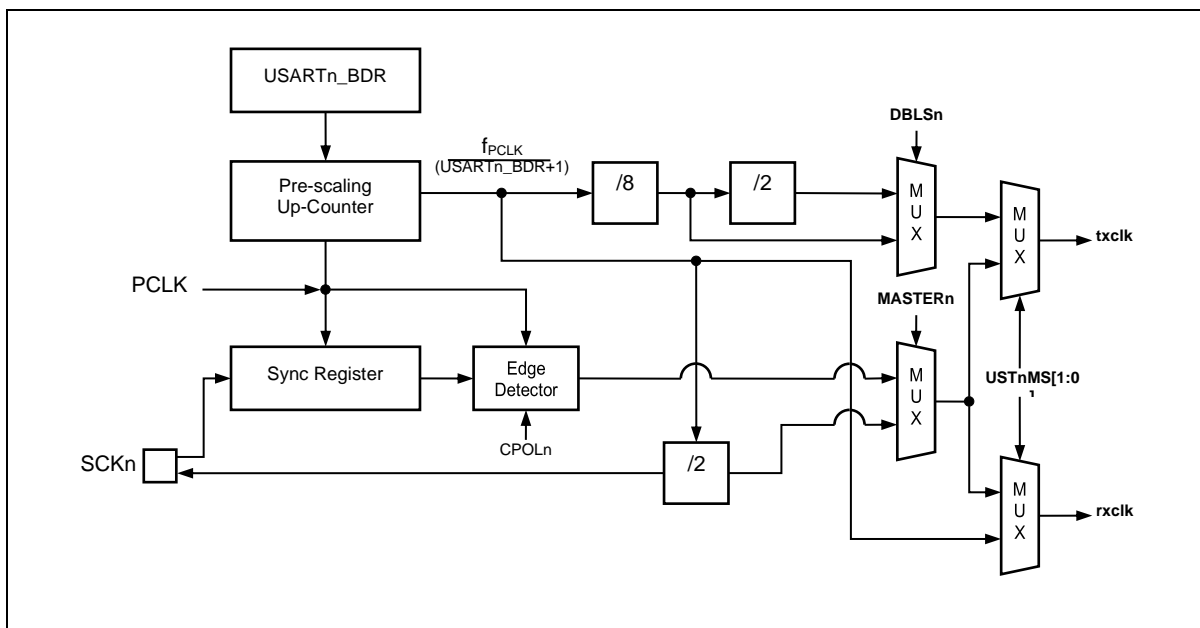 USARTn_BDR
DBLSn
fPCLK
(USARTn_BDR+1)
Pre-scaling
Up-Counter
/8
/2
M
U
X
M
U
X
txclk
PCLK
MASTERn
Sync Register
Edge
Detector
M
U
X
USTnMS[1:0
CPOLn
SCKn
/2
M
U
X
rxclk